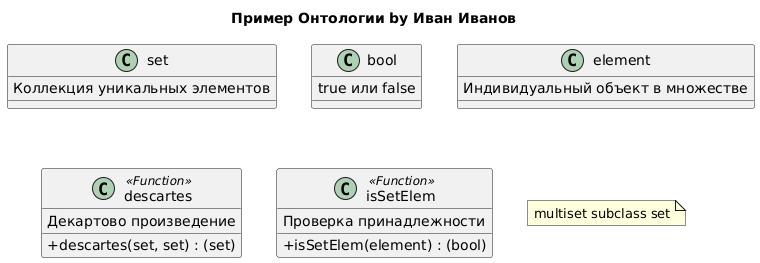 Пример Онтологии by Иван Иванов
C set
Коллекция уникальных элементов
C bool
true или false
C element
Индивидуальный объект в множестве
«Function»
C descartes
Декартово произведение
+descartes(set, set) : (set)
«Function»
C isSetElem
Проверка принадлежности
+isSetElem(element) : (bool)
multiset subclass set